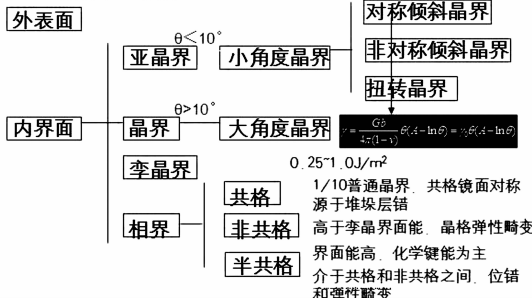 外表面
对称倾斜晶界
θ<10°
亚晶界
小角度晶界
非对称倾斜晶界
扭转晶界
θ>10°
内界面
晶界
大角度晶界
γ = Gb / 4π(1−ν) θ(A−lnθ) = γ₀θ(A−lnθ)
0.25~1.0J/m²
孪晶界
1/10普通晶界,共格镜面对称
源于堆垛层错
共格
相界
非共格
高于孪晶界面能,晶格弹性畸变
界面能高,化学键能为主
半共格
介于共格和非共格之间,位错
和弹性畸变